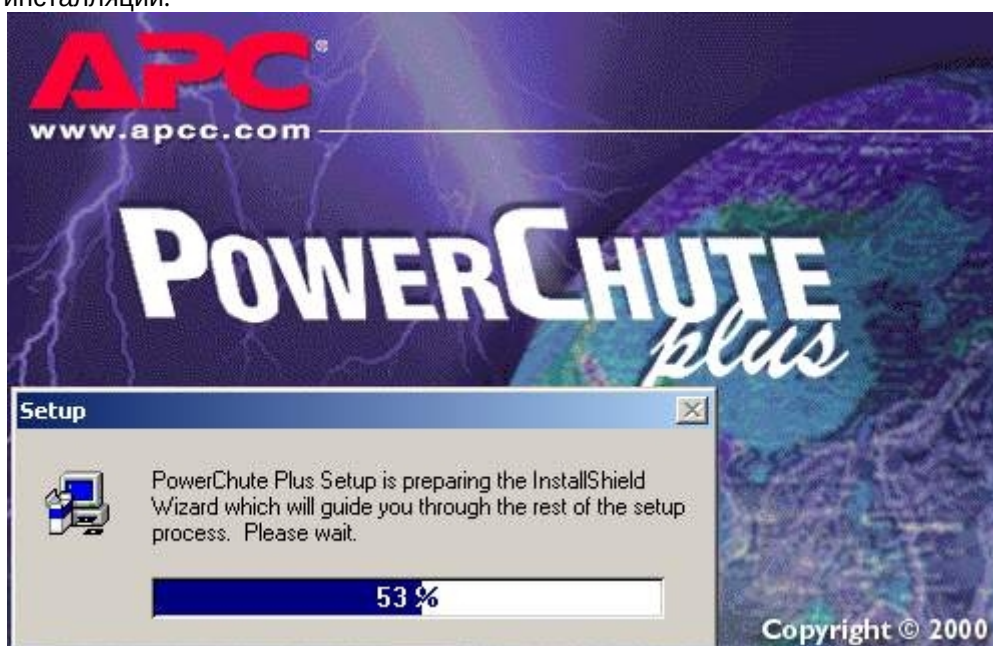 инсталляции.
APC®
www.apcc.com
POWERCHUTE
plus
Setup
PowerChute Plus Setup is preparing the InstallShield
Wizard which will guide you through the rest of the setup
process. Please wait.
53 %
Copyright © 2000